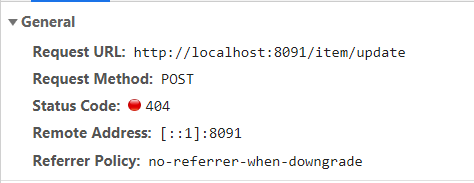 General
Request URL: http://localhost:8091/item/update
Request Method: POST
Status Code: 404
Remote Address: [::1]:8091
Referrer Policy: no-referrer-when-downgrade